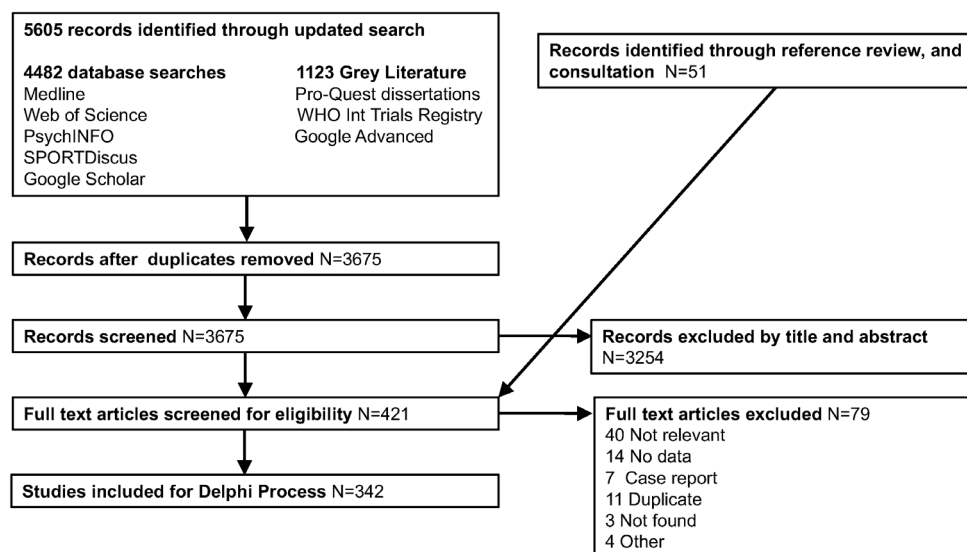 5605 records identified through updated search
4482 database searches
Medline
Web of Science
PsychINFO
SPORTDiscus
Google Scholar
1123 Grey Literature
Pro-Quest dissertations
WHO Int Trials Registry
Google Advanced
Records identified through reference review, and
consultation N=51
Records after duplicates removed N=3675
Records screened N=3675
Records excluded by title and abstract
N=3254
Full text articles screened for eligibility N=421
Full text articles excluded N=79
40 Not relevant
14 No data
7 Case report
11 Duplicate
3 Not found
4 Other
Studies included for Delphi Process N=342